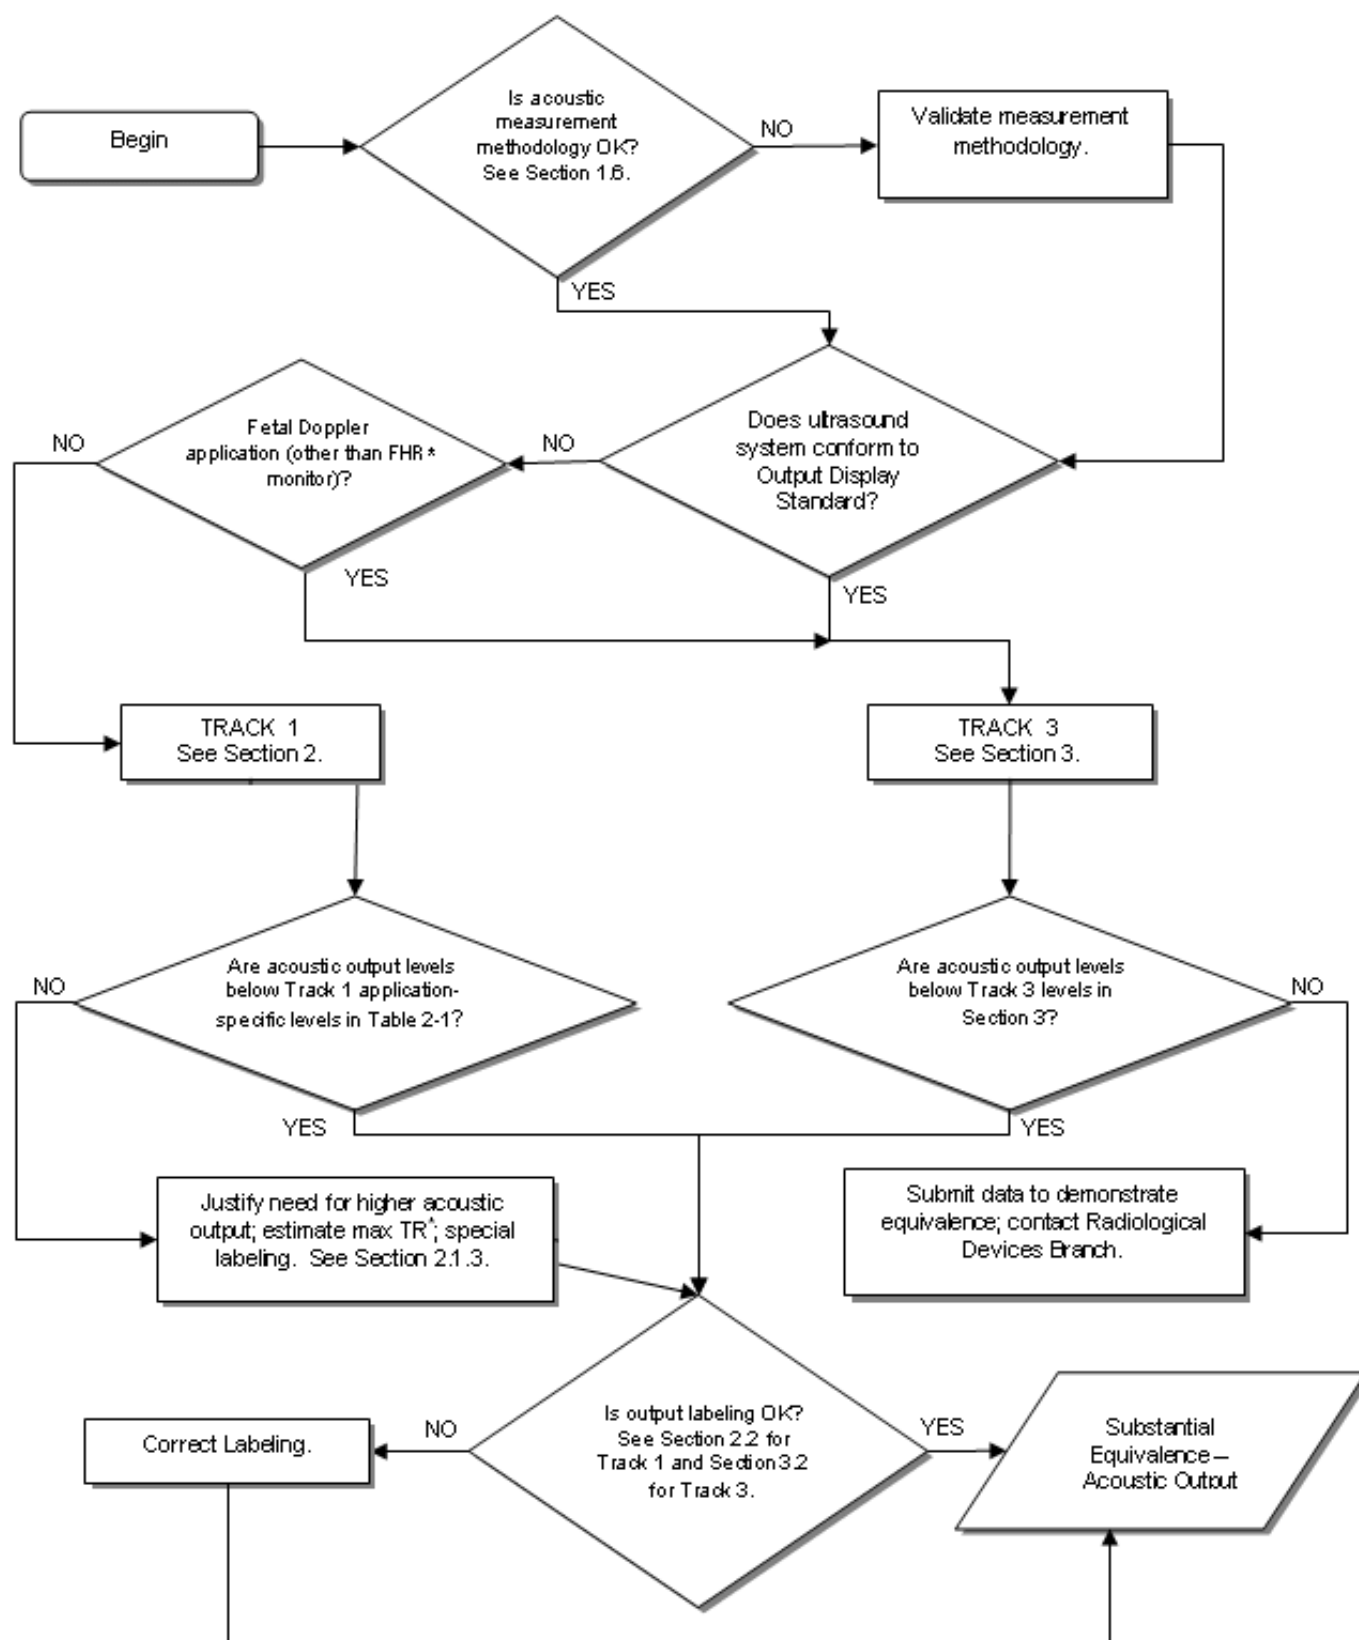 Begin
Is acoustic
measurement
methodology OK?
See Section 1.6.
NO
Validate measurement
methodology.
YES
NO
Fetal Doppler
application (other than FHR *
monitor)?
NO
Does ultrasound
system conform to
Output Display
Standard?
YES
YES
TRACK 1
See Section 2.
TRACK 3
See Section 3.
NO
Are acoustic output levels
below Track 1 application-
specific levels in Table 2-1?
Are acoustic output levels
below Track 3 levels in
Section 3?
NO
YES
YES
Justify need for higher acoustic
output; estimate max TR*; special
labeling. See Section 2.1.3.
Submit data to demonstrate
equivalence; contact Radiological
Devices Branch.
Correct Labeling.
NO
Is output labeling OK?
See Section 2.2 for
Track 1 and Section 3.2
for Track 3.
YES
Substantial
Equivalence –
Acoustic Output